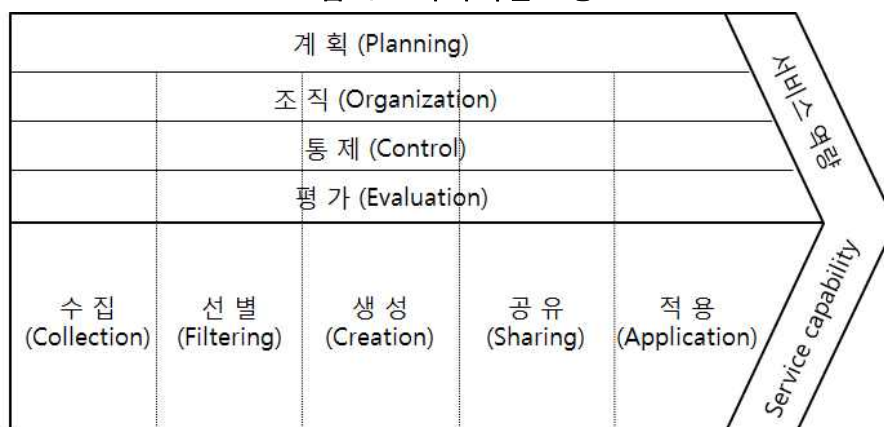 계 획 (Planning)
조 직 (Organization)
통 제 (Control)
평 가 (Evaluation)
수 집
(Collection)
선 별
(Filtering)
생 성
(Creation)
공 유
(Sharing)
적 용
(Application)
서비스 역량
Service capability